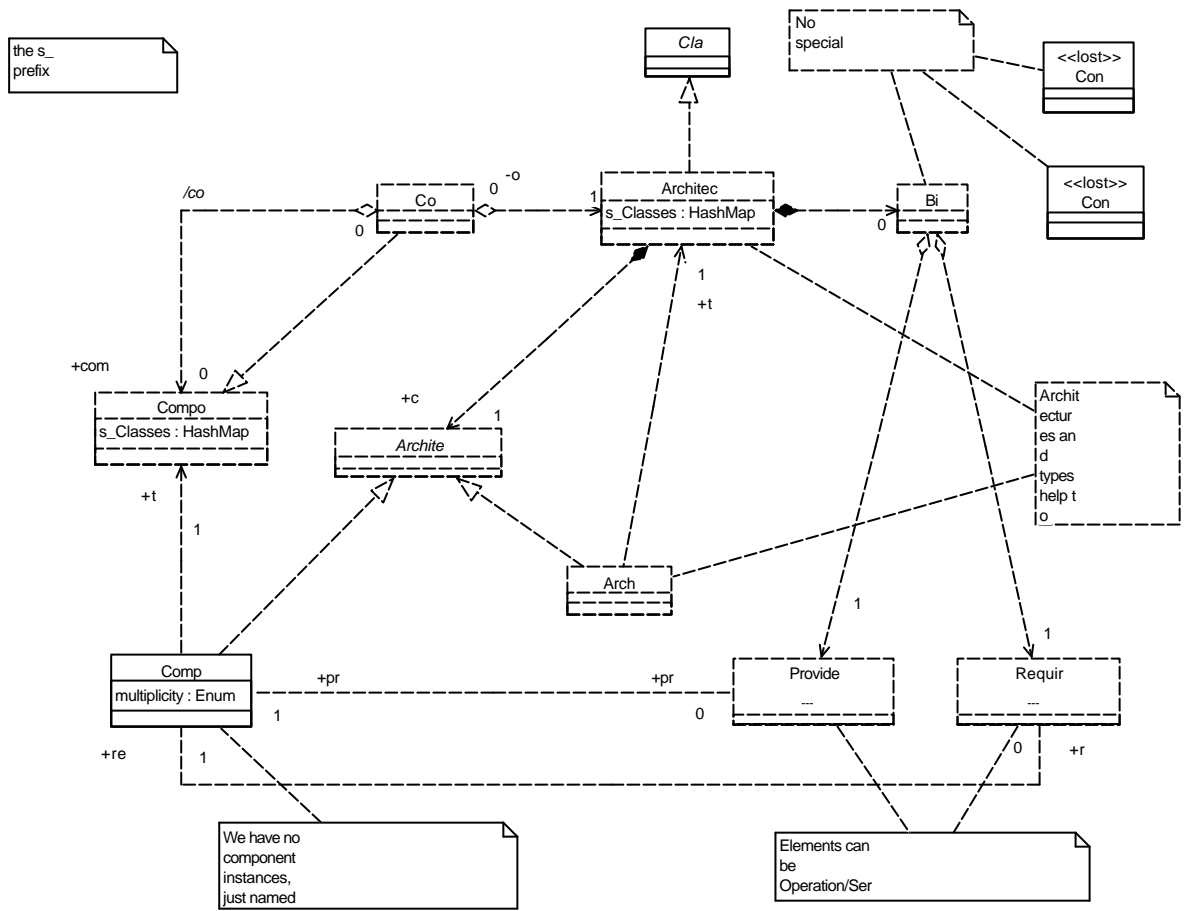 the s_
prefix
Cla
No
special
<<lost>>
Con
<<lost>>
Con
/co
0
Co
0
-o
1
Architec
s_Classes : HashMap
0
Bi
1
+t
+com
0
Compo
s_Classes : HashMap
+c
1
Archite
Archit
ectur
es an
d
types
help t
o
+t
1
Arch
1
1
Comp
multiplicity : Enum
+pr
1
+pr
0
Provide
---
Requir
---
+re
1
0
+r
We have no
component
instances,
just named
Elements can
be
Operation/Ser